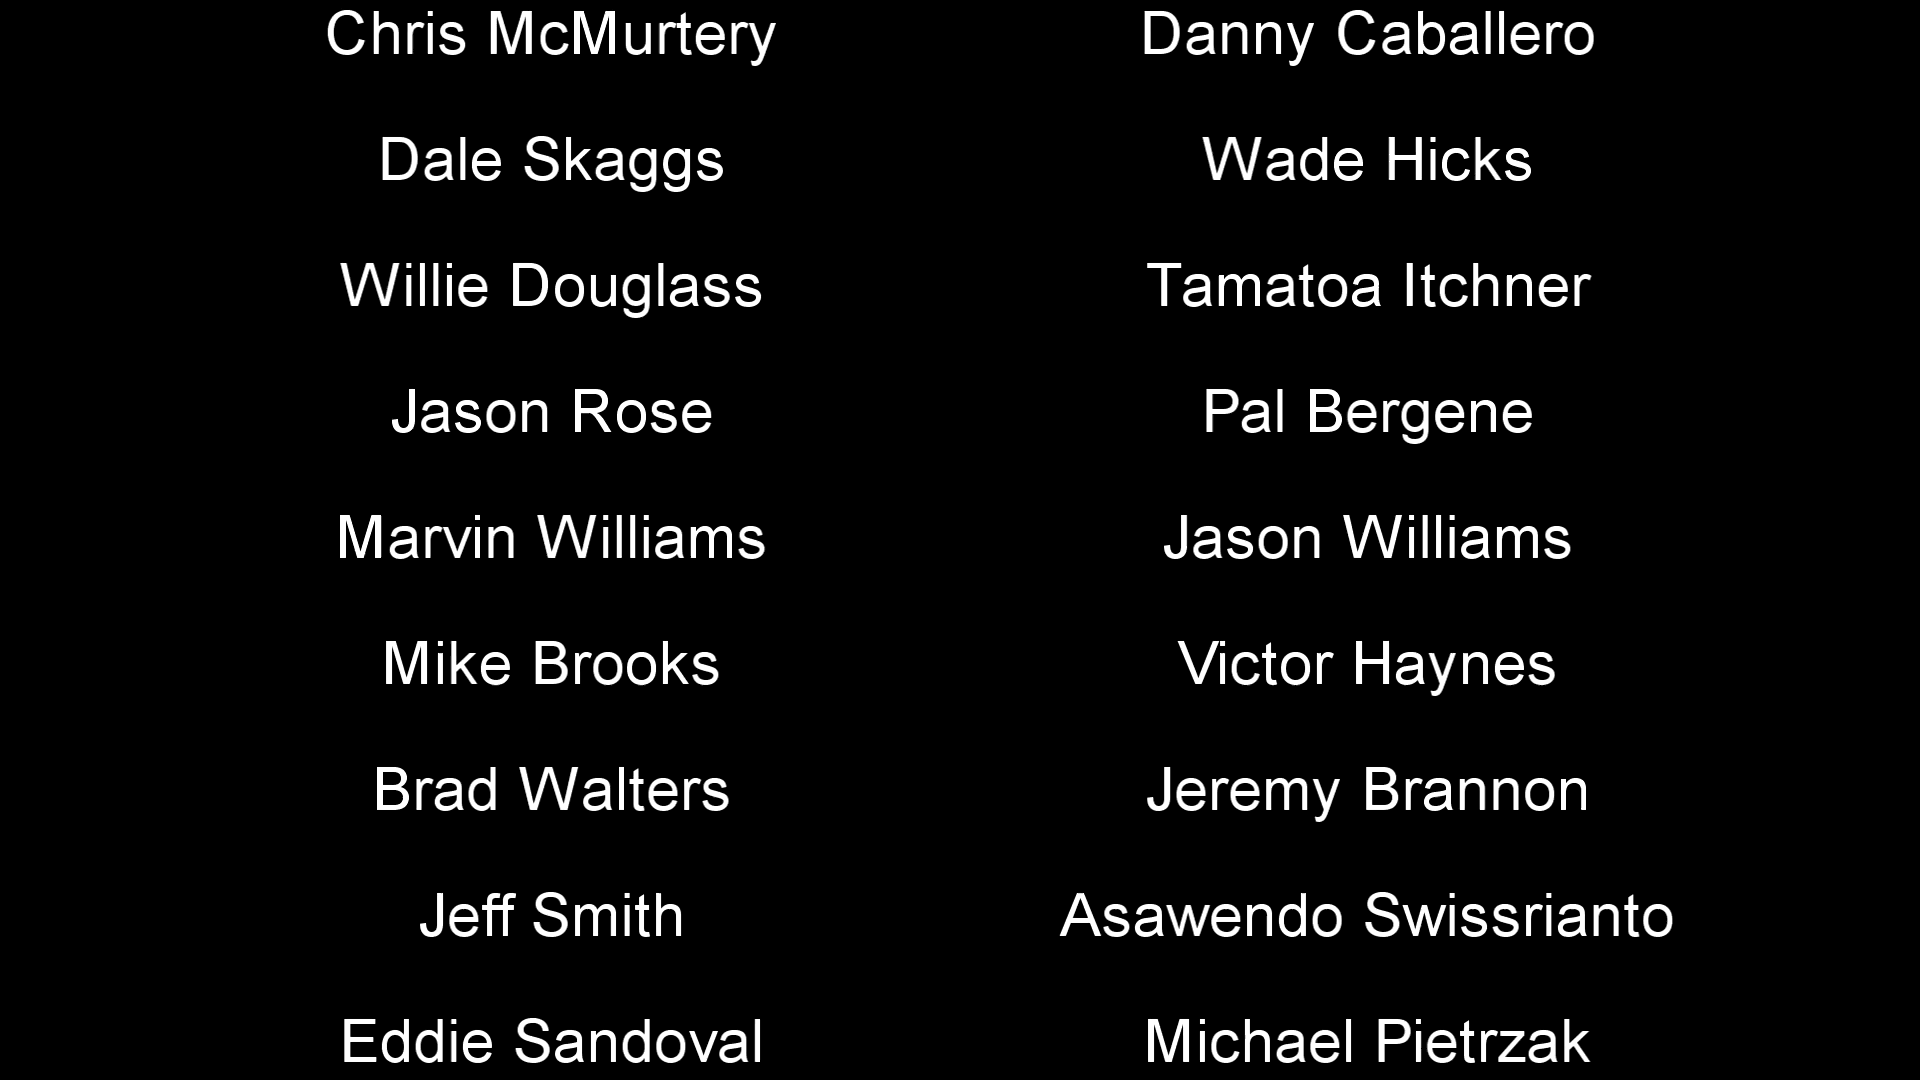 Chris McMurtery Danny Caballero
Dale Skaggs Wade Hicks
Willie Douglass Tamatoa Itchner
Jason Rose Pal Bergene
Marvin Williams Jason Williams
Mike Brooks Victor Haynes
Brad Walters Jeremy Brannon
Jeff Smith Asawendo Swissrianto
Eddie Sandoval Michael Pietrzak